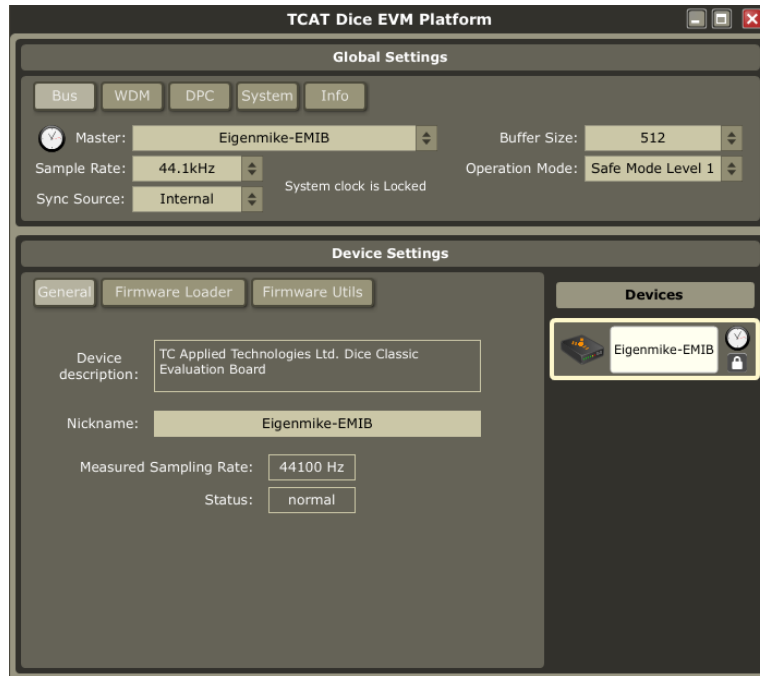 TCAT Dice EVM Platform
Global Settings
Bus WDM DPC System Info
Master: Eigenmike-EMIB Buffer Size: 512
Sample Rate: 44.1kHz Operation Mode: Safe Mode Level 1
System clock is Locked
Sync Source: Internal
Device Settings
General Firmware Loader Firmware Utils
Devices
Eigenmike-EMIB
Device
description:
TC Applied Technologies Ltd. Dice Classic
Evaluation Board
Nickname: Eigenmike-EMIB
Measured Sampling Rate: 44100 Hz
Status: normal